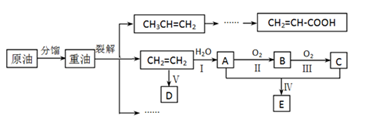 CH₃CH=CH₂ ······ CH₂=CH-COOH
原油 分馏 重油 裂解 CH₂=CH₂ H₂O I A O₂ II B O₂ III C
V IV
D E
······